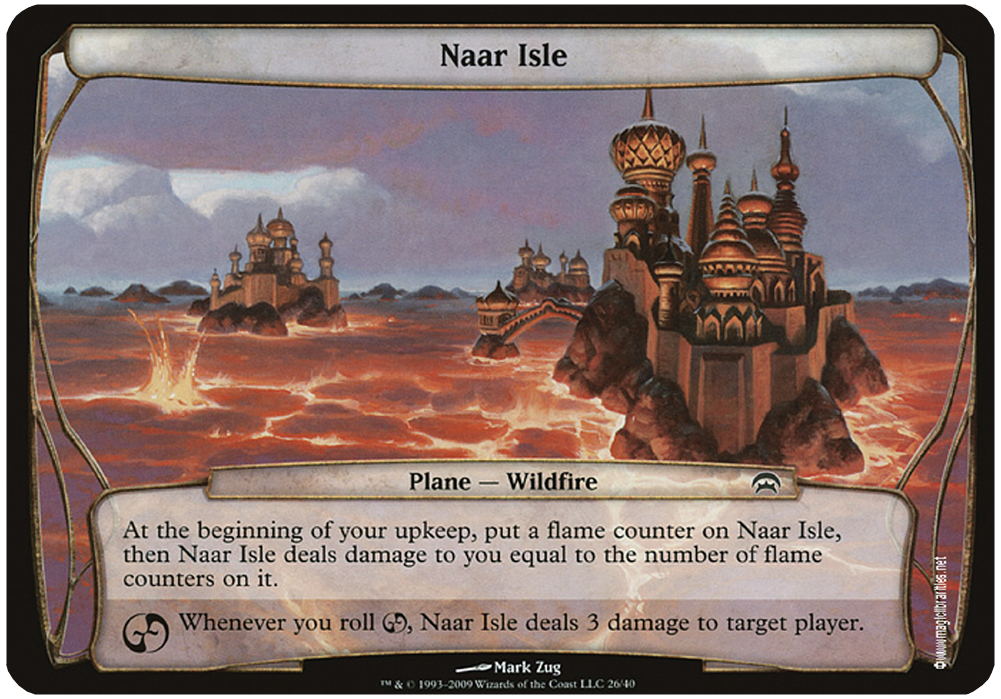 Naar Isle
Plane — Wildfire
At the beginning of your upkeep, put a flame counter on Naar Isle,
then Naar Isle deals damage to you equal to the number of flame
counters on it.
Whenever you roll , Naar Isle deals 3 damage to target player.
Mark Zug
™ & © 1993–2009 Wizards of the Coast LLC 26/40
©www.magiclibrarities.net